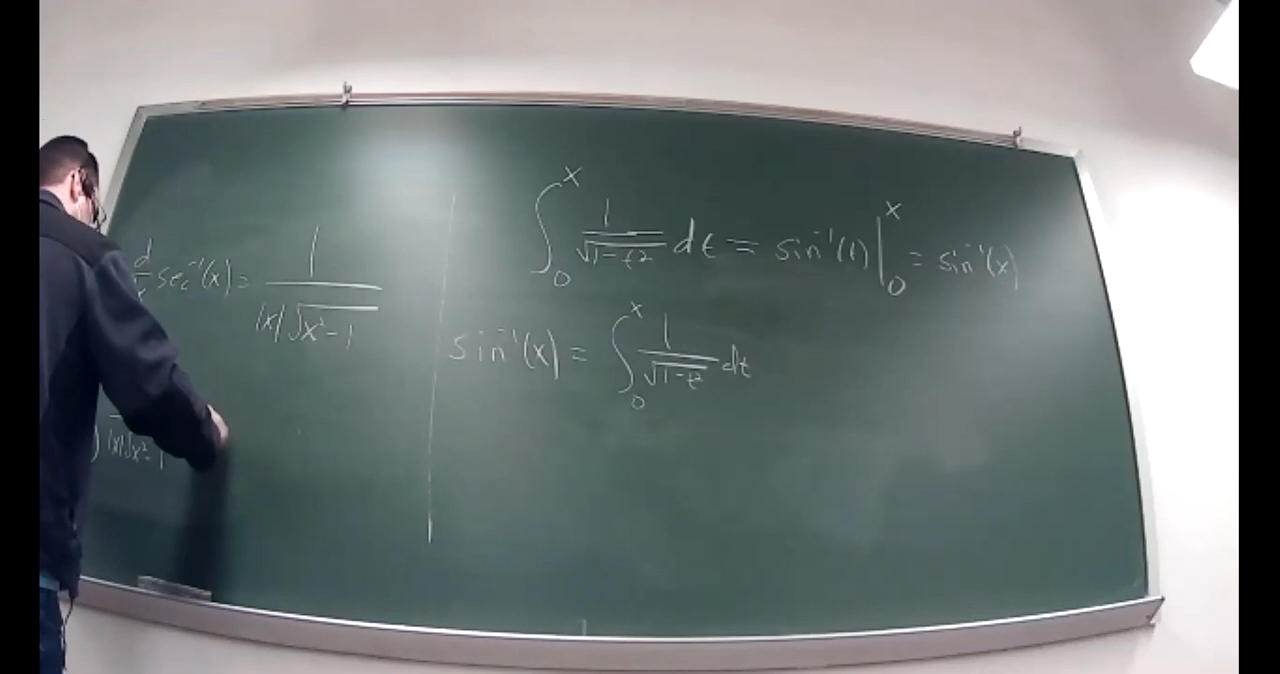 d/x sec⁻¹(x) = 1/(|x|√(x²-1))
) /(|x|√(x²-1))
∫₀ˣ 1/√(1-t²) dt = sin⁻¹(t)|₀ˣ = sin⁻¹(x)
sin⁻¹(x) = ∫₀ˣ 1/√(1-t²) dt